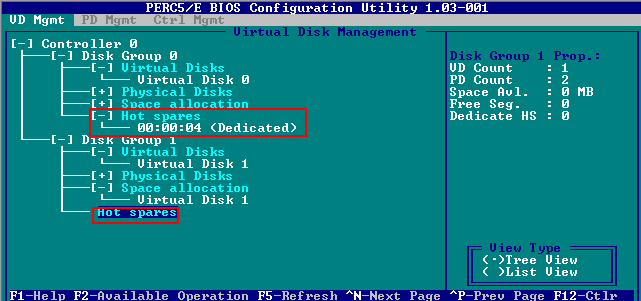 PERC5/E BIOS Configuration Utility 1.03-001
VD Mgmt PD Mgmt Ctrl Mgmt
Virtual Disk Management
[-] Controller 0
[-] Disk Group 0
[-] Virtual Disks
Virtual Disk 0
[+] Physical Disks
[+] Space allocation
[-] Hot spares
00:00:04 (Dedicated)
[-] Disk Group 1
[-] Virtual Disks
Virtual Disk 1
[+] Physical Disks
[-] Space allocation
Virtual Disk 1
Hot spares
Disk Group 1 Prop.:
VD Count : 1
PD Count : 2
Space Avl. : 0 MB
Free Seg. : 0
Dedicate HS : 0
View Type
(·)Tree View
( )List View
F1-Help F2-Available Operation F5-Refresh ^N-Next Page ^P-Prev Page F12-Ctlr